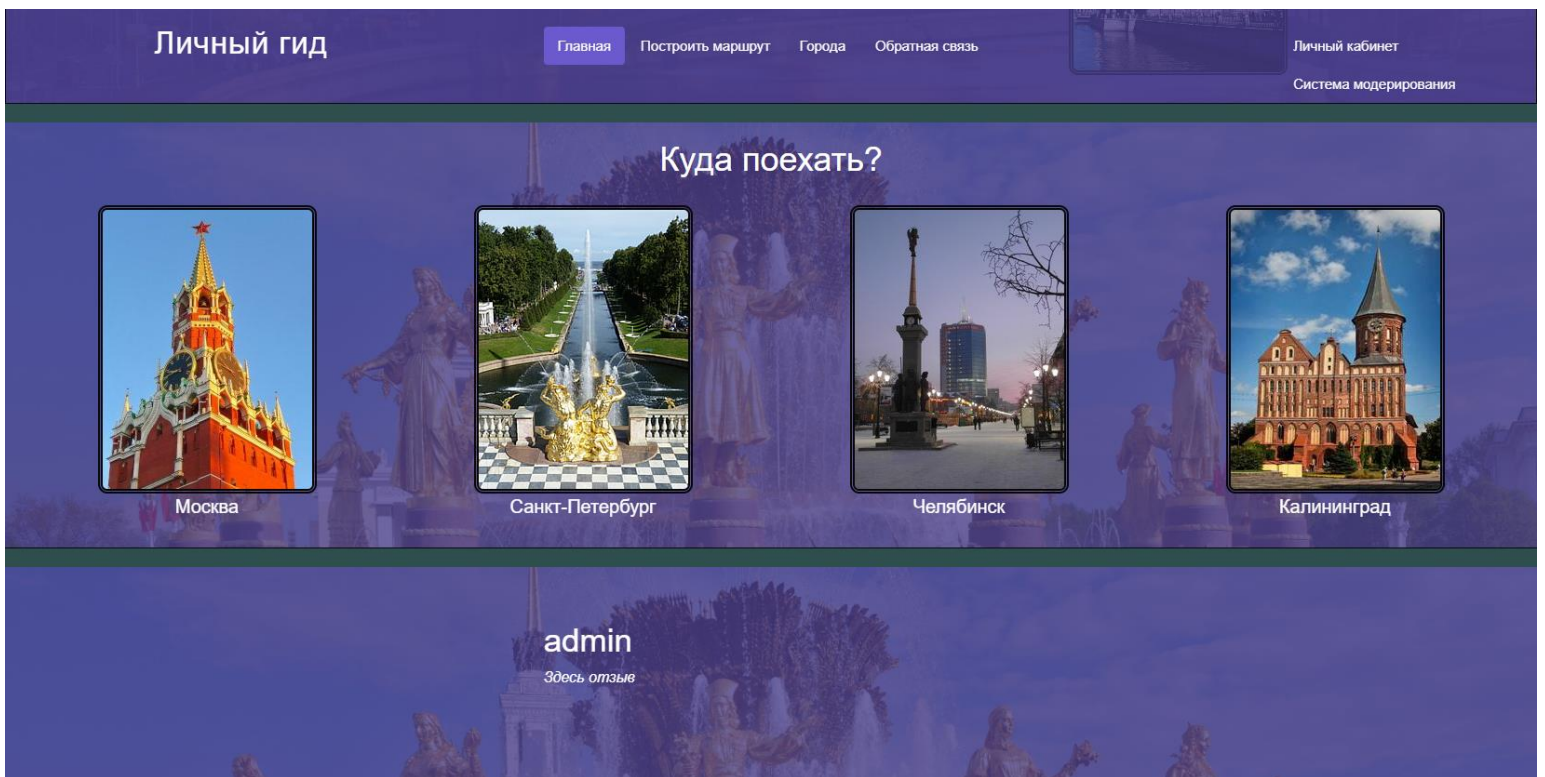 Личный гид
Главная Построить маршрут Города Обратная связь
Личный кабинет
Система модерирования
Куда поехать?
Москва Санкт-Петербург Челябинск Калининград
admin
Здесь отзыв